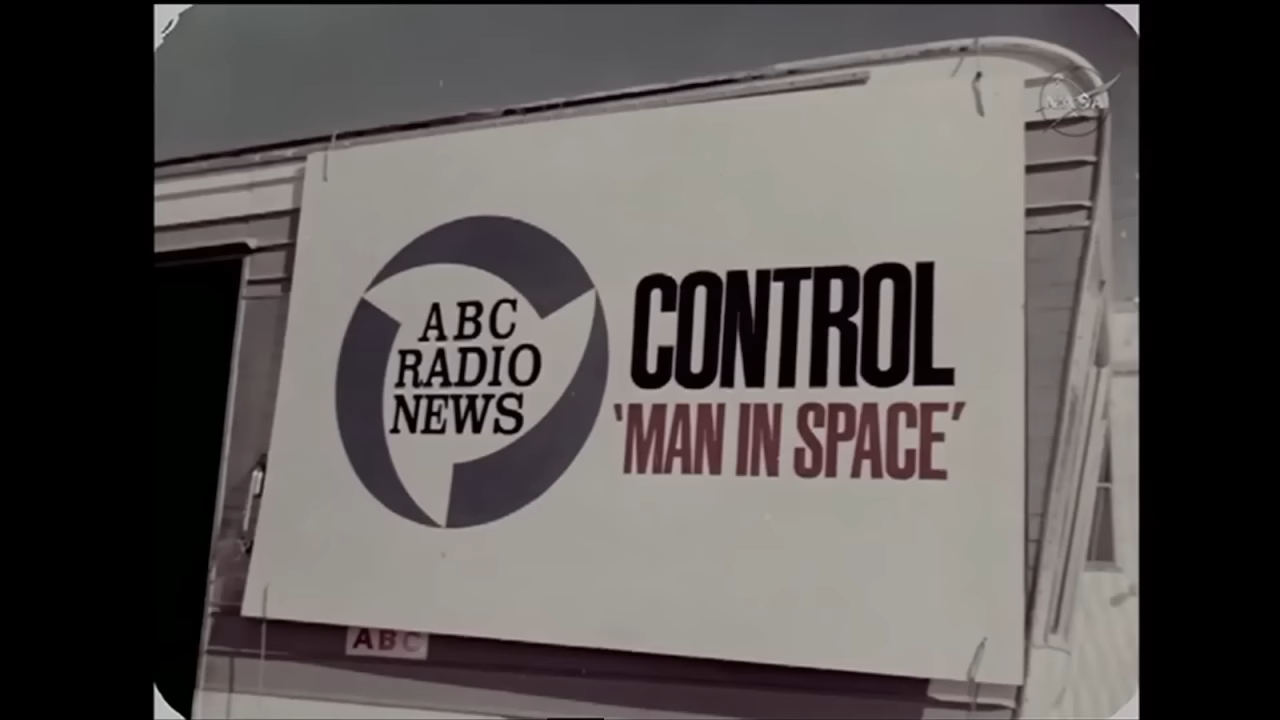 NASA
ABC
RADIO
NEWS
CONTROL
'MAN IN SPACE'
ABC